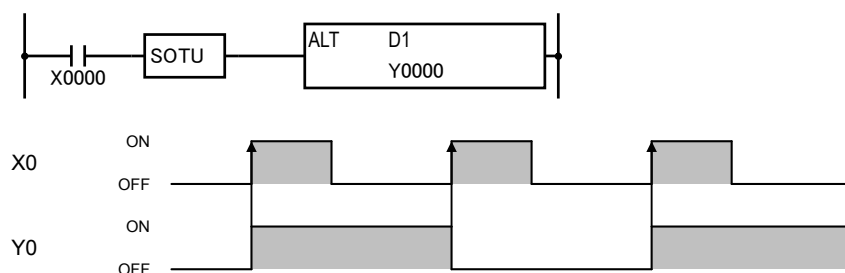 ALT D1
SOTU
X0000
Y0000
ON
X0
OFF
ON
Y0
OFF